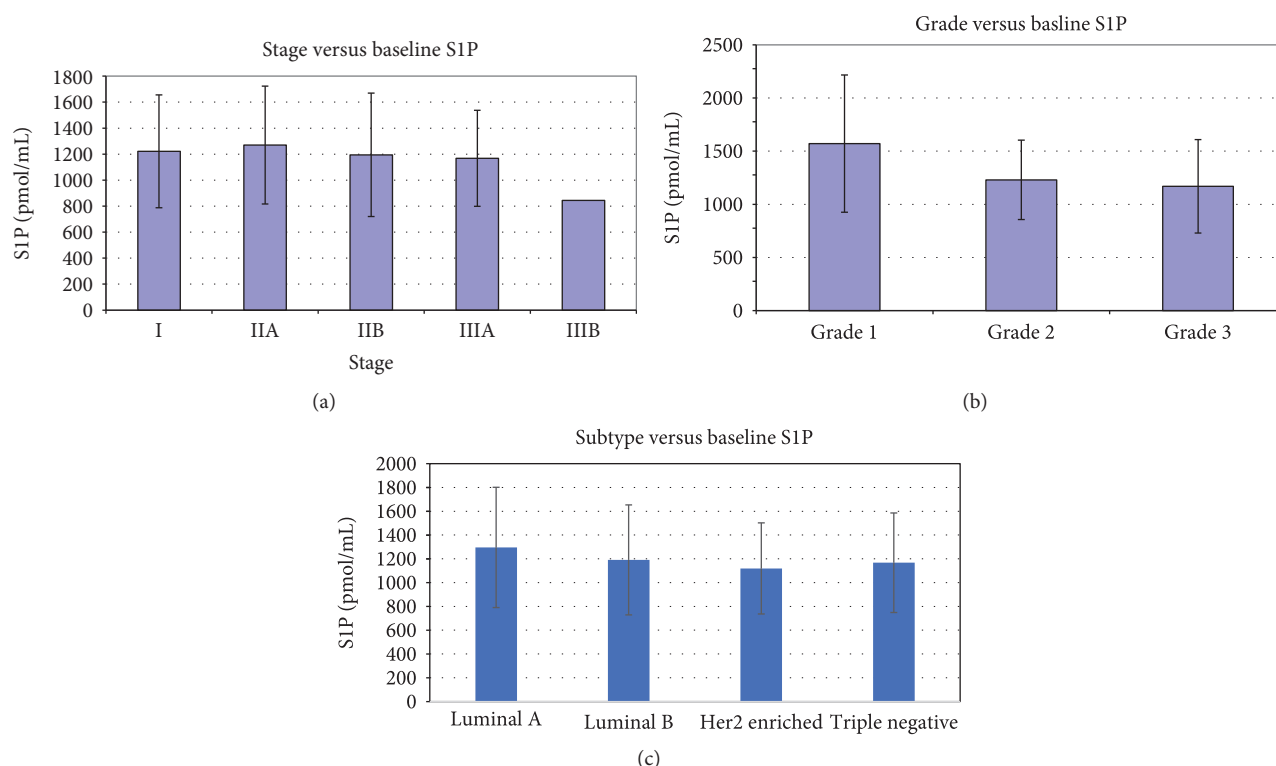 Stage versus baseline S1P
S1P (pmol/mL)
1800
1600
1400
1200
1000
800
600
400
200
0
I IIA IIB IIIA IIIB
Stage
(a)
Grade versus basline S1P
S1P (pmol/mL)
2500
2000
1500
1000
500
0
Grade 1 Grade 2 Grade 3
(b)
Subtype versus baseline S1P
S1P (pmol/mL)
2000
1800
1600
1400
1200
1000
800
600
400
200
0
Luminal A Luminal B Her2 enriched Triple negative
(c)